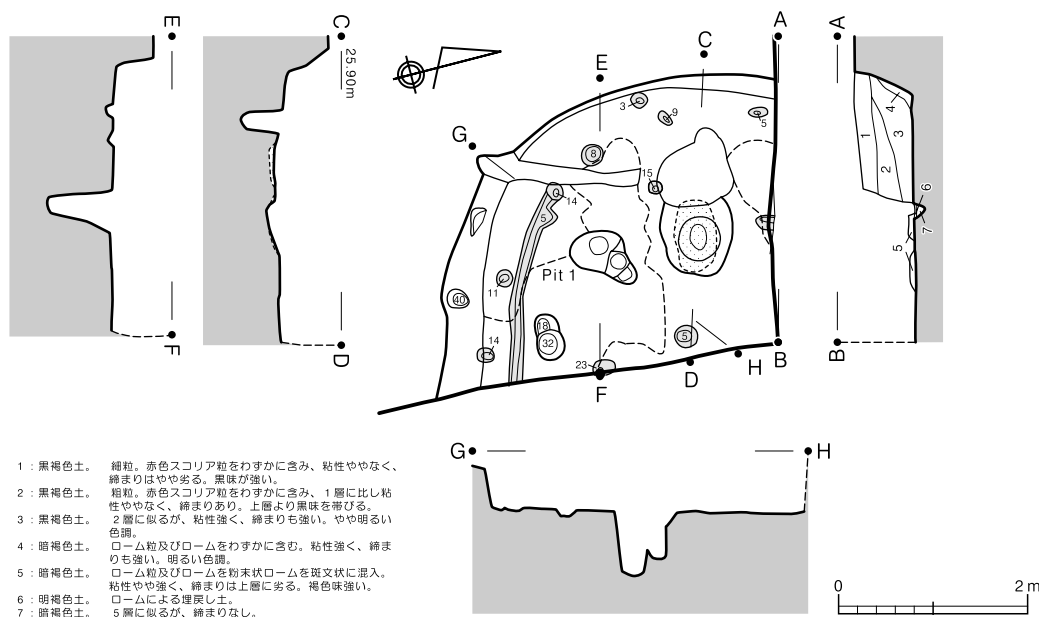 E
C
25.90m
F
D
A
C
E
G
3
9
5
8
15
14
5
Pit 1
11
40
18
32
14
23
5
F
D
H
B
A
A
4
1
3
2
6
7
5
B
G
H
1：黒褐色土。 細粒。赤色スコリア粒をわずかに含み、粘性ややなく、
締まりはやや劣る。黒味が強い。
2：黒褐色土。 粗粒。赤色スコリア粒をわずかに含み、1層に比し粘
性ややなく、締まりあり。上層より黒味を帯びる。
3：黒褐色土。 2層に似るが、粘性強く、締まりも強い。やや明るい
色調。
4：暗褐色土。 ローム粒及びロームをわずかに含む。粘性強く、締ま
りも強い。明るい色調。
5：暗褐色土。 ローム粒及びロームを粉末状ロームを斑文状に混入。
粘性やや強く、締まりは上層に劣る。褐色味強い。
6：明褐色土。 ロームによる埋戻し土。
7：暗褐色土。 5層に似るが、締まりなし。
0 2m